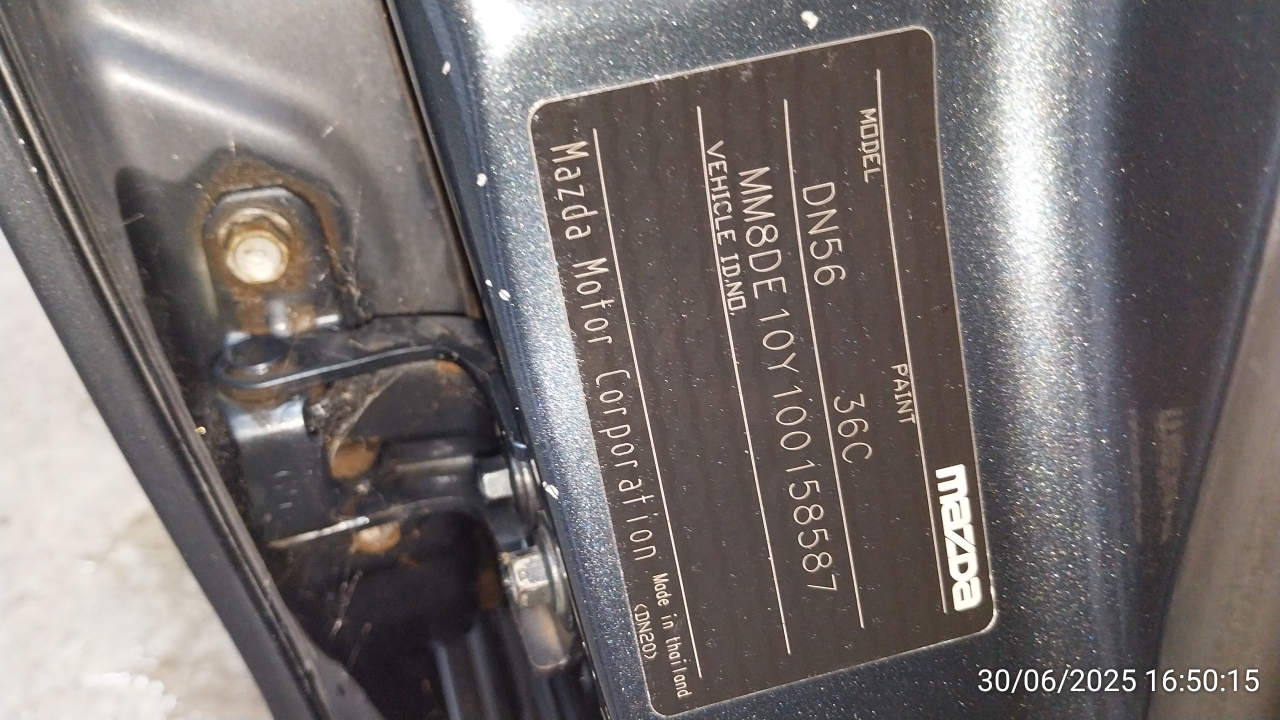 mazda
MODEL PAINT
DN56 36C
MM8DE10Y100158587
VEHICLE ID.NO.
Mazda Motor Corporation Made in thailand
<DN20>
30/06/2025 16:50:15